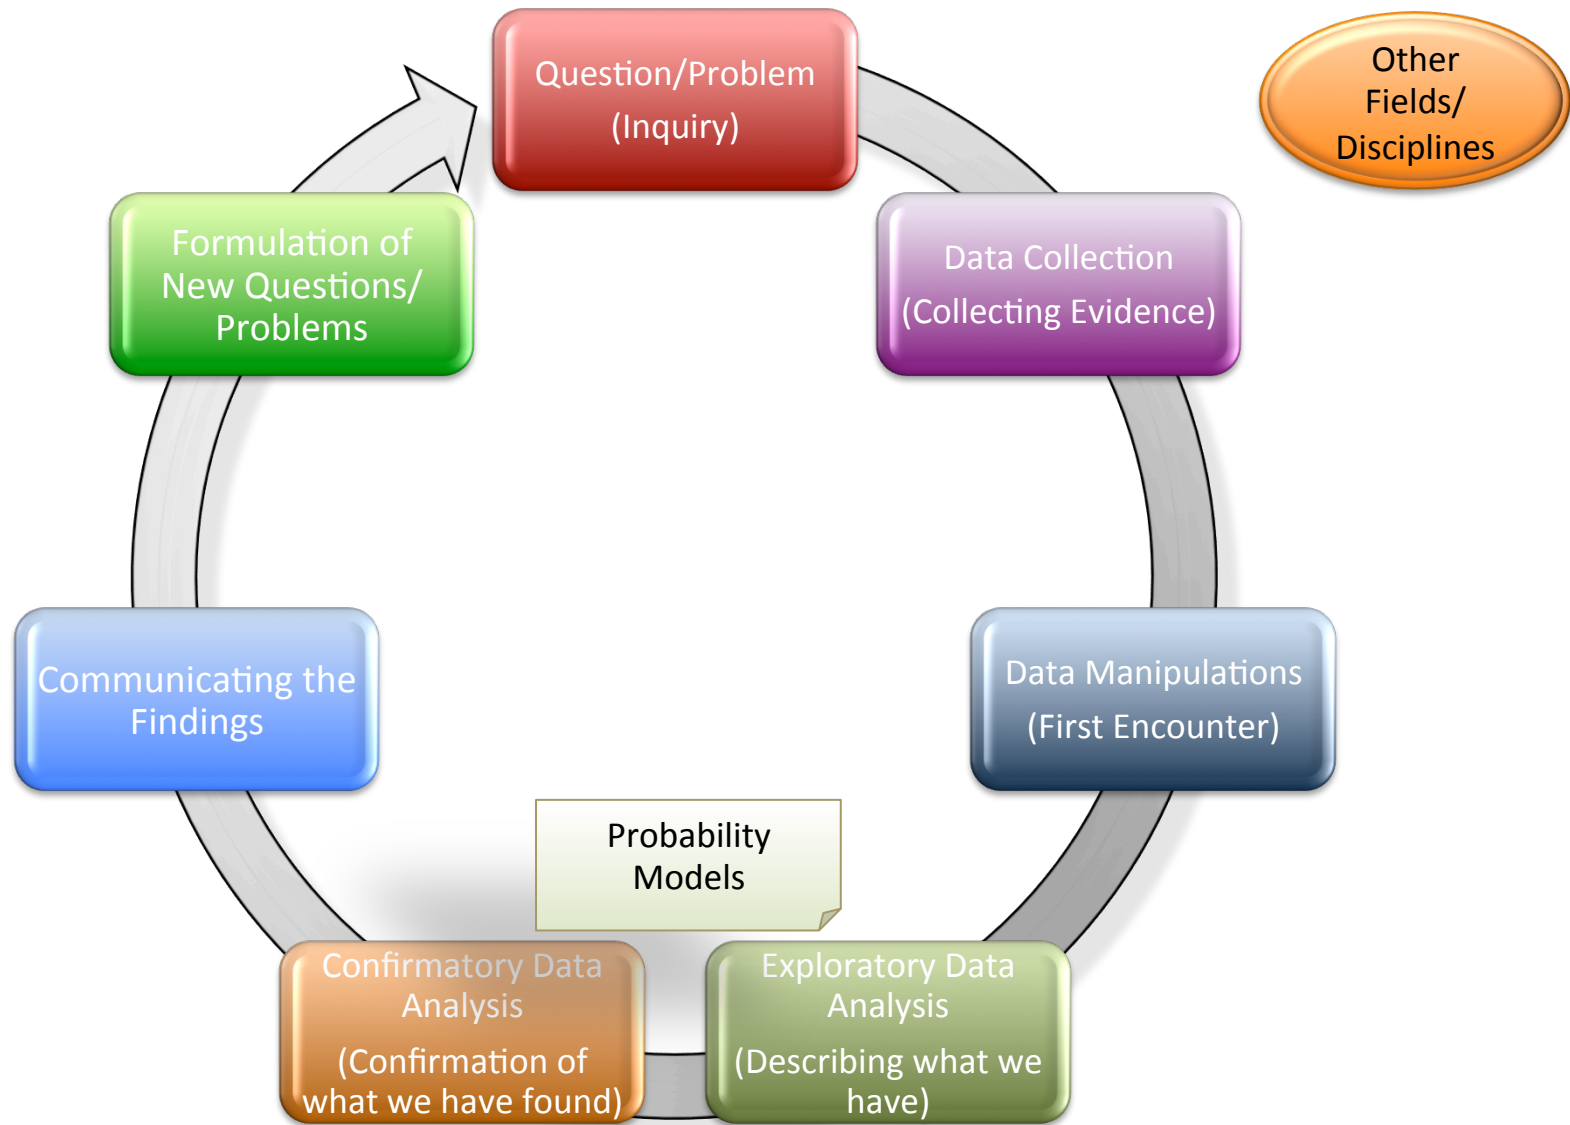 Question/Problem
(Inquiry)
Other
Fields/
Disciplines
Data Collection
(Collecting Evidence)
Data Manipulations
(First Encounter)
Exploratory Data
Analysis
(Describing what we
have)
Probability
Models
Confirmatory Data
Analysis
(Confirmation of
what we have found)
Communicating the
Findings
Formulation of
New Questions/
Problems